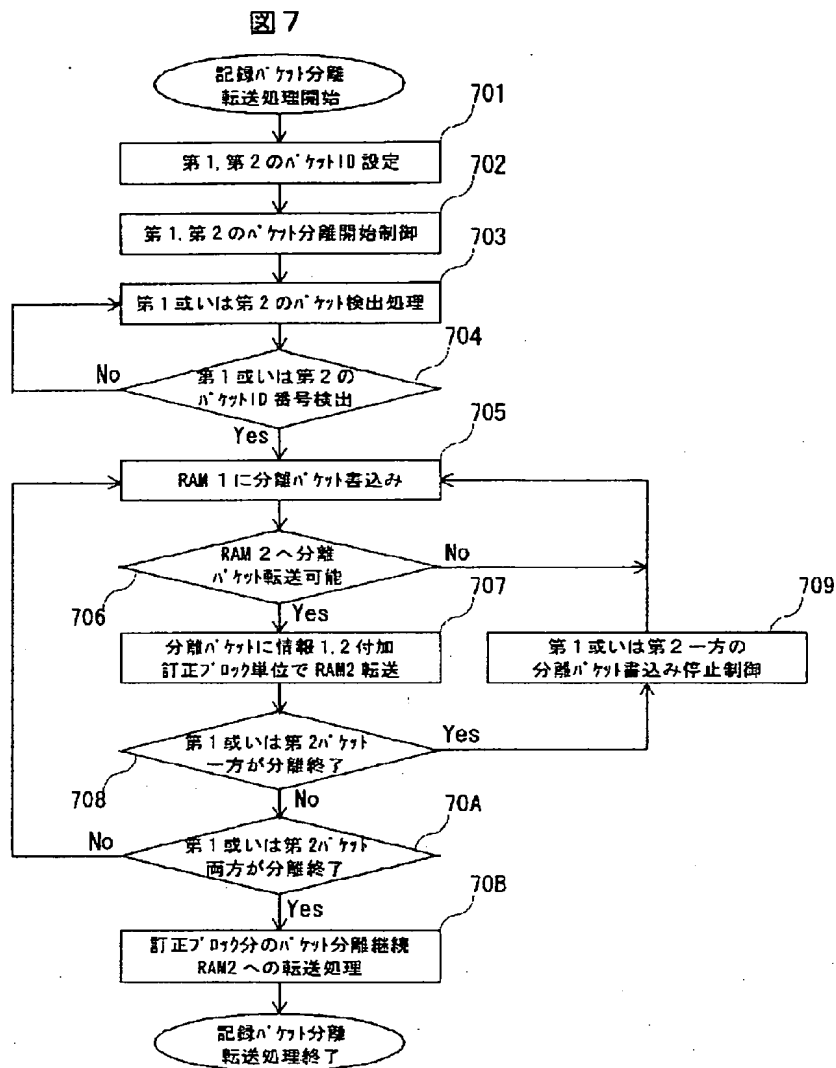 図7
記録パケット分離
転送処理開始
701
第1,第2のパケットID設定
702
第1,第2のパケット分離開始制御
703
第1或いは第2のパケット検出処理
704
No
第1或いは第2の
パケットID番号検出
Yes
705
RAM 1に分離パケット書込み
RAM 2へ分離
パケット転送可能
No
706
Yes
707
709
分離パケットに情報1,2付加
訂正ブロック単位でRAM2転送
第1或いは第2一方の
分離パケット書込み停止制御
第1或いは第2パケット
一方が分離終了
Yes
708
No
70A
No
第1或いは第2パケット
両方が分離終了
Yes
70B
訂正ブロック分のパケット分離継続
RAM2への転送処理
記録パケット分離
転送処理終了